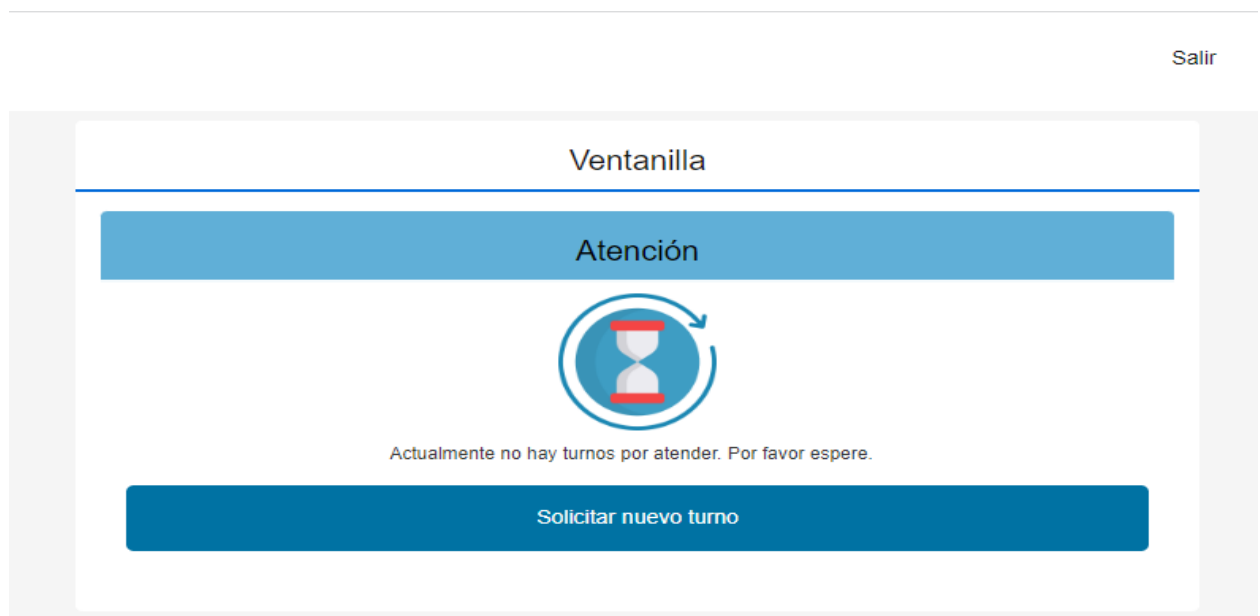 Salir
Ventanilla
Atención
Actualmente no hay turnos por atender. Por favor espere.
Solicitar nuevo turno